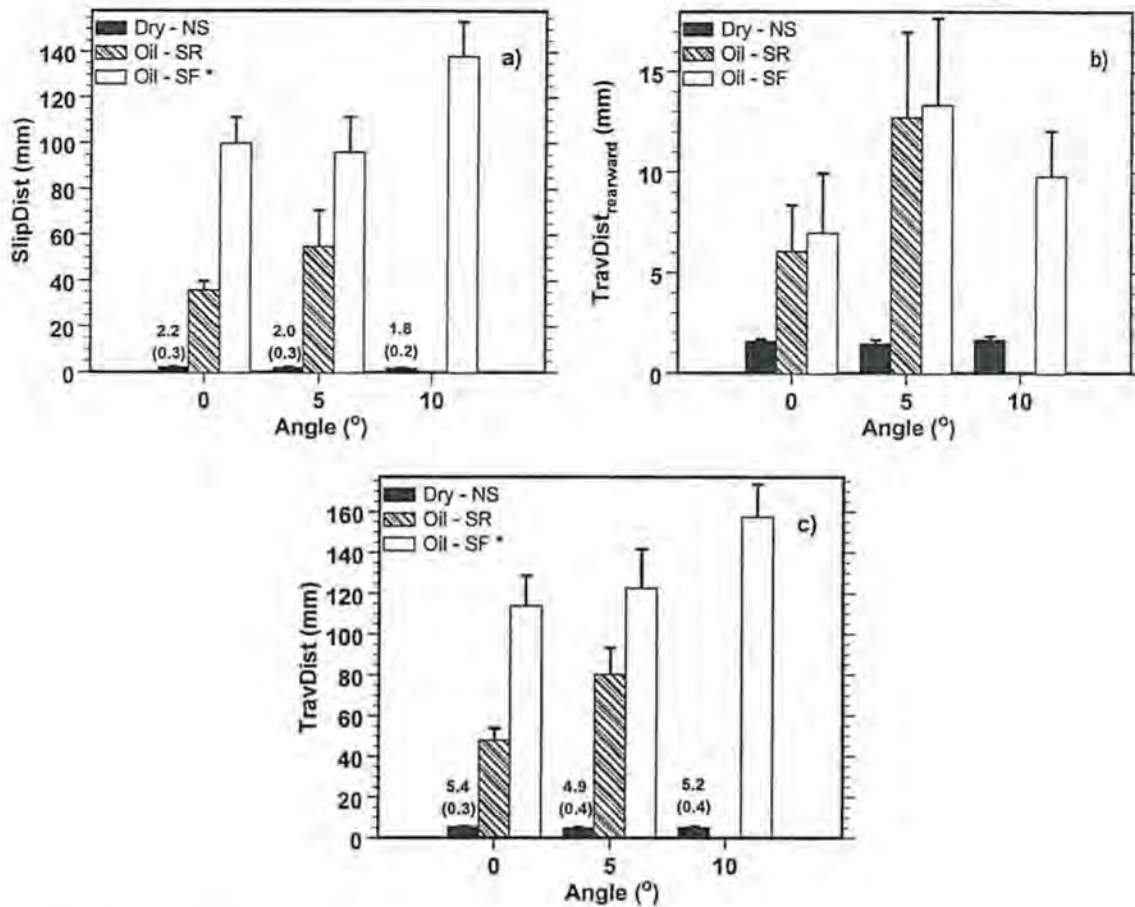 Dry - NS
Oil - SR
Oil - SF *
a)
140
120
100
80
60
40
20
0
SlipDist (mm)
2.2
(0.3)
2.0
(0.3)
1.8
(0.2)
0 5 10
Angle (°)
Dry - NS
Oil - SR
Oil - SF
b)
15
10
5
0
TravDist rearward (mm)
0 5 10
Angle (°)
Dry - NS
Oil - SR
Oil - SF *
c)
160
140
120
100
80
60
40
20
0
TravDist (mm)
5.4
(0.3)
4.9
(0.4)
5.2
(0.4)
0 5 10
Angle (°)